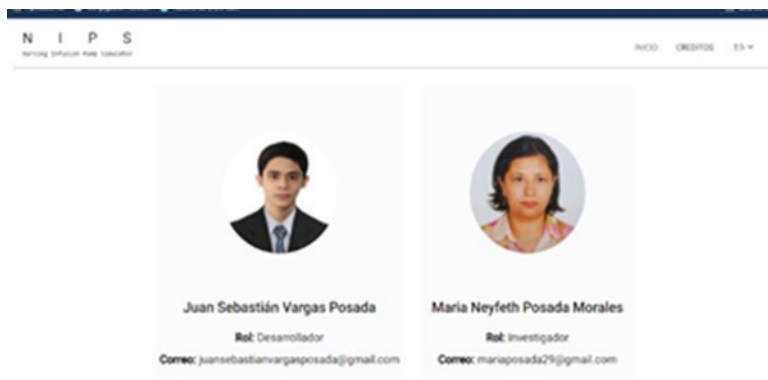 N I P S
Nursing Infusion Pump Simulator
INICIO CREDITOS ES
Juan Sebastián Vargas Posada
Maria Neyfeth Posada Morales
Rol: Desarrollador
Rol: Investigador
Correo: juansebastianvargasposada@gmail.com
Correo: mariaposada29@gmail.com